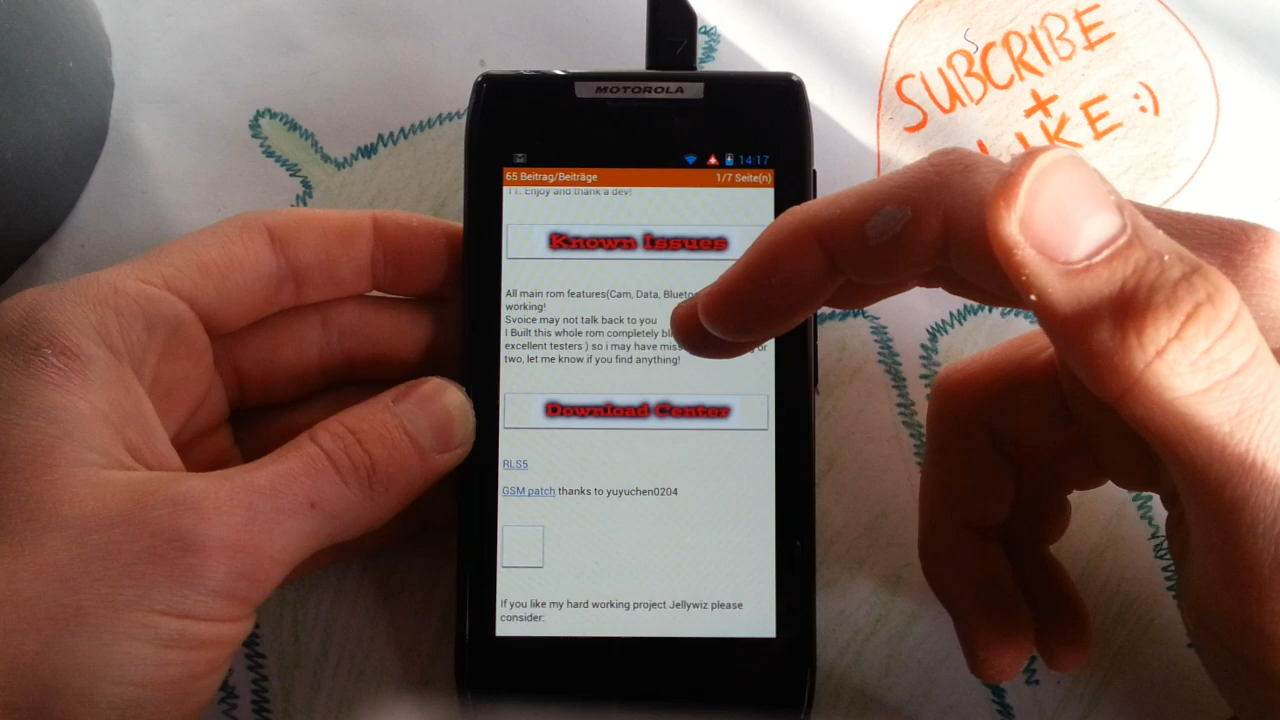 SUBCRIBE
+
LIKE :)
MOTOROLA
14:17
65 Beitrag/Beiträge 1/7 Seite(n)
11. Enjoy and thank a dev!
Known Issues
All main rom features(Cam, Data,
working!
Svoice may not talk back to you
I Built this whole rom completely
excellent testers ) so i may have or
two, let me know if you find anything!
Download Center
RLS5
GSM patch thanks to yuyuchen0204
If you like my hard working project Jellywiz please
consider: